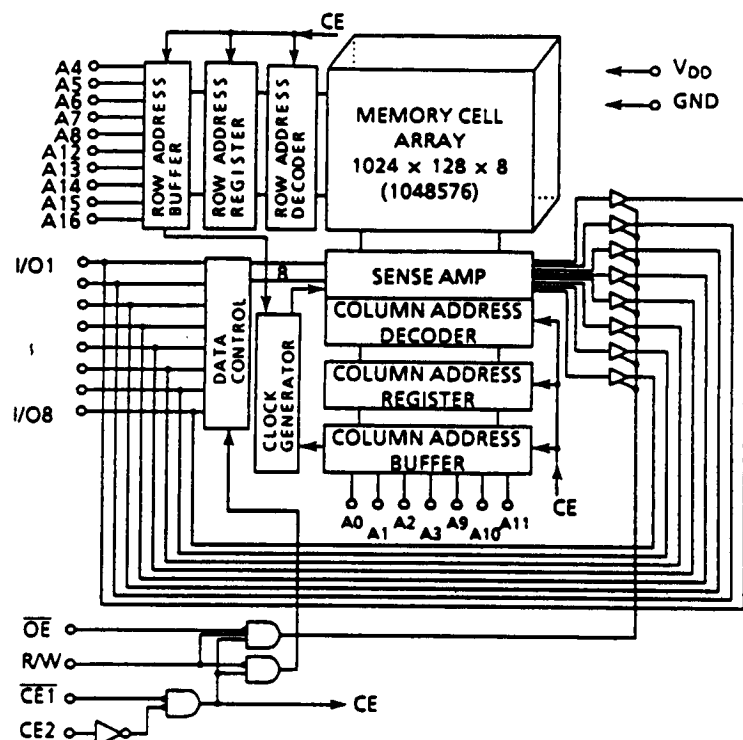 CE
A4
A5
A6
A7
A8
A12
A13
A14
A15
A16
ROW ADDRESS
BUFFER
ROW ADDRESS
REGISTER
ROW ADDRESS
DECODER
MEMORY CELL
ARRAY
1024 × 128 × 8
(1048576)
VDD
GND
I/O1
I/O8
DATA
CONTROL
8
CLOCK
GENERATOR
SENSE AMP
COLUMN ADDRESS
DECODER
COLUMN ADDRESS
REGISTER
COLUMN ADDRESS
BUFFER
A0
A1
A2
A3
A9
A10
A11
CE
OE
R/W
CE1
CE
CE2